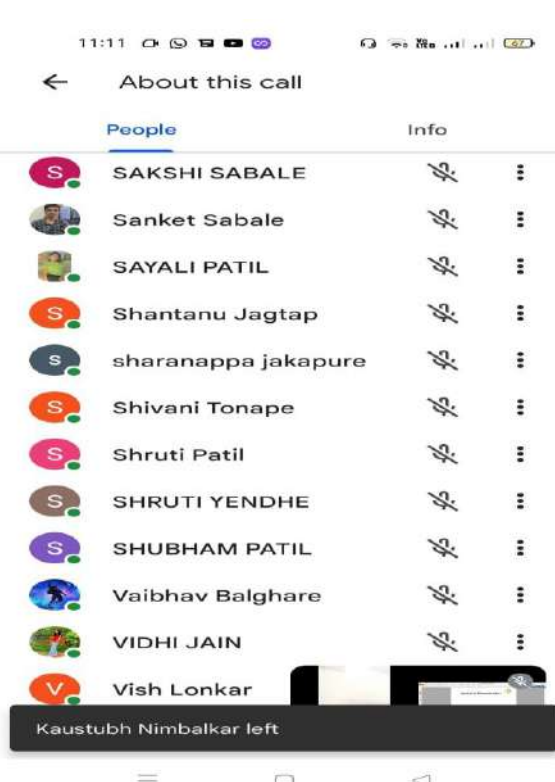 11:11
67
About this call
People Info
S SAKSHI SABALE
Sanket Sabale
SAYALI PATIL
S Shantanu Jagtap
s sharanappa jakapure
S Shivani Tonape
S Shruti Patil
S SHRUTI YENDHE
S SHUBHAM PATIL
Vaibhav Balghare
VIDHI JAIN
V Vish Lonkar
Kaustubh Nimbalkar left